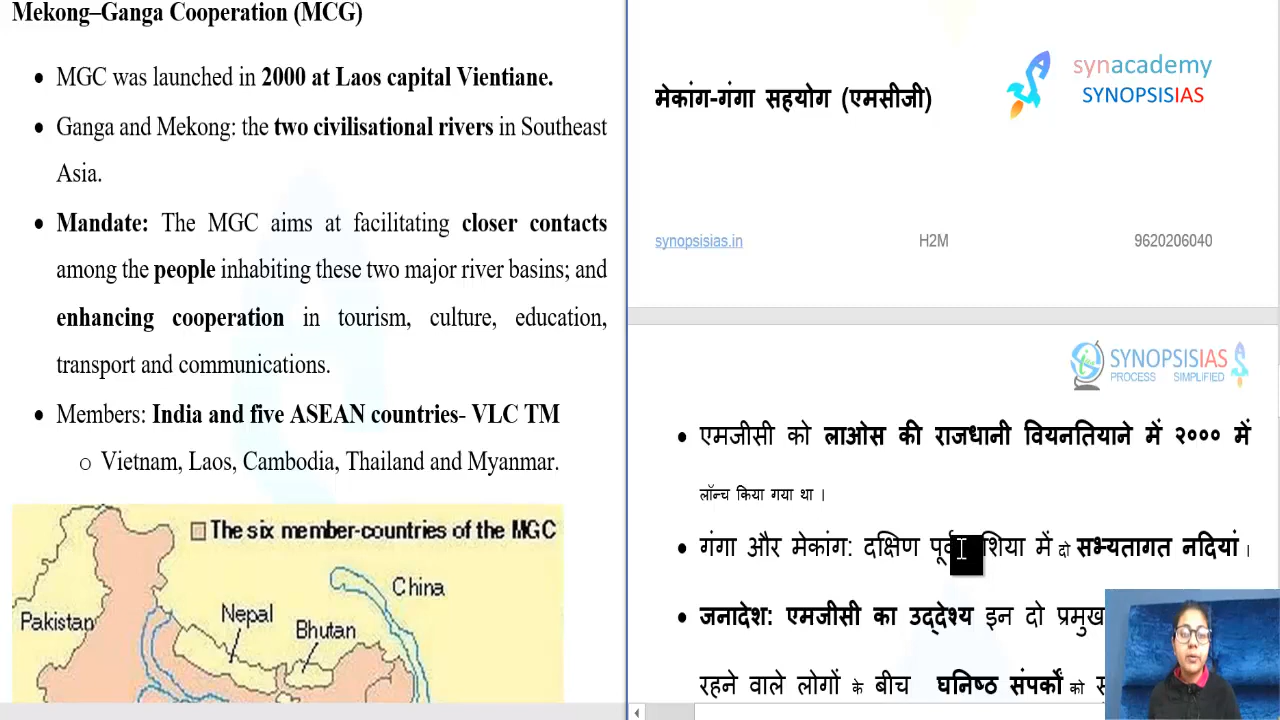 Mekong–Ganga Cooperation (MCG)
• MGC was launched in 2000 at Laos capital Vientiane.
• Ganga and Mekong: the two civilisational rivers in Southeast
Asia.
• Mandate: The MGC aims at facilitating closer contacts
among the people inhabiting these two major river basins; and
enhancing cooperation in tourism, culture, education,
transport and communications.
• Members: India and five ASEAN countries- VLC TM
o Vietnam, Laos, Cambodia, Thailand and Myanmar.
The six member-countries of the MGC
China
Nepal
Pakistan
Bhutan
synacademy
SYNOPSISIAS
मेकांग-गंगा सहयोग (एमसीजी)
synopsisias.in H2M 9620206040
SYNOPSISIAS
PROCESS SIMPLIFIED
• एमजीसी को लाओस की राजधानी वियनतियाने में २००० में
लॉन्च किया गया था ।
• गंगा और मेकांग: दक्षिण पूर्व शिया में दो सभ्यतागत नदियां ।
• जनादेश: एमजीसी का उद्देश्य इन दो प्रमुख
रहने वाले लोगों के बीच घनिष्ठ संपर्कों को